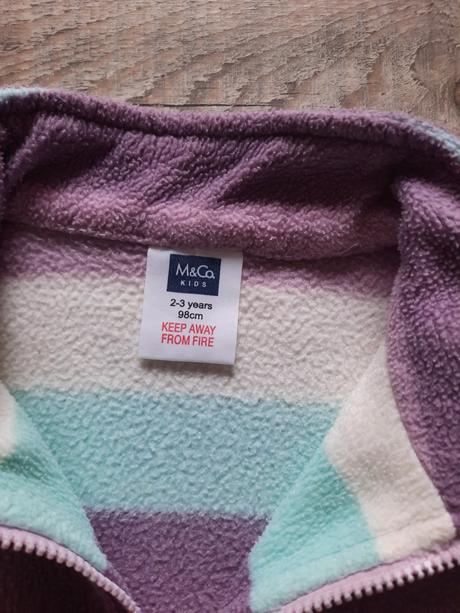 M&Co.
KIDS
2-3 years
98cm
KEEP AWAY
FROM FIRE